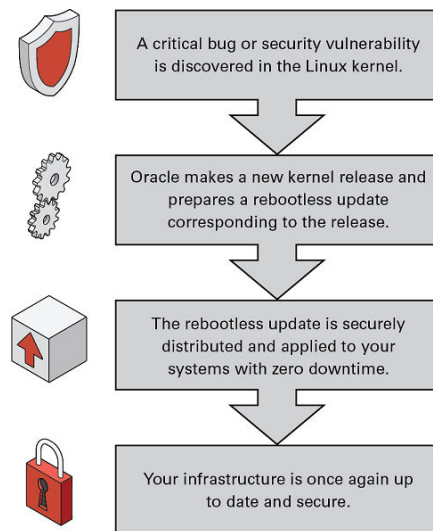 A critical bug or security vulnerability
is discovered in the Linux kernel.
Oracle makes a new kernel release and
prepares a rebootless update
corresponding to the release.
The rebootless update is securely
distributed and applied to your
systems with zero downtime.
Your infrastructure is once again up
to date and secure.